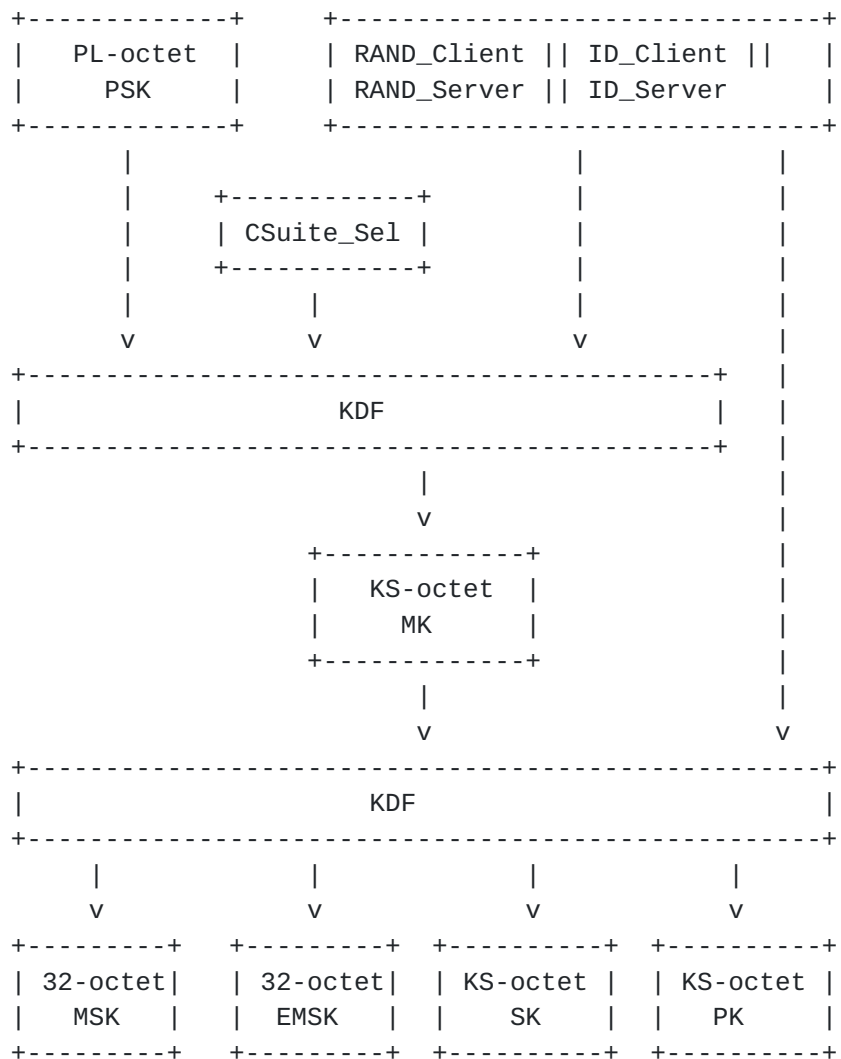 +-------------+      +-------------------------------+
|   PL-octet  |      | RAND_Client || ID_Client ||   |
|     PSK     |      | RAND_Server || ID_Server      |
+-------------+      +-------------------------------+
       |                             |            |
       |     +------------+          |            |
       |     | CSuite_Sel |          |            |
       |     +------------+          |            |
       |           |                 |            |
       v           v                 v            |
+--------------------------------------------+    |
|                    KDF                     |    |
+--------------------------------------------+    |
                          |                       |
                          v                       |
                   +-------------+                |
                   |   KS-octet  |                |
                   |     MK      |                |
                   +-------------+                |
                          |                       |
                          v                       v
+---------------------------------------------------+
|                      KDF                          |
+---------------------------------------------------+
     |             |             |            |
     v             v             v            v
+---------+   +---------+  +----------+  +----------+
| 32-octet|   | 32-octet|  | KS-octet |  | KS-octet |
|   MSK   |   |  EMSK   |  |    SK    |  |   PK     |
+---------+   +---------+  +----------+  +----------+